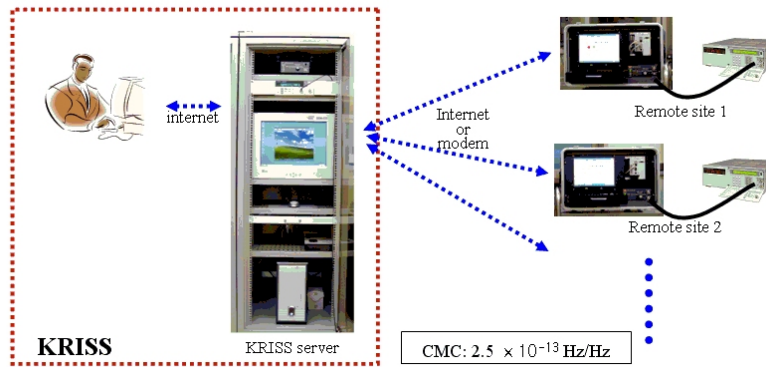 internet
Internet
or
modem
Remote site 1
Remote site 2
KRISS
KRISS server
CMC: 2.5 × 10⁻¹³ Hz/Hz